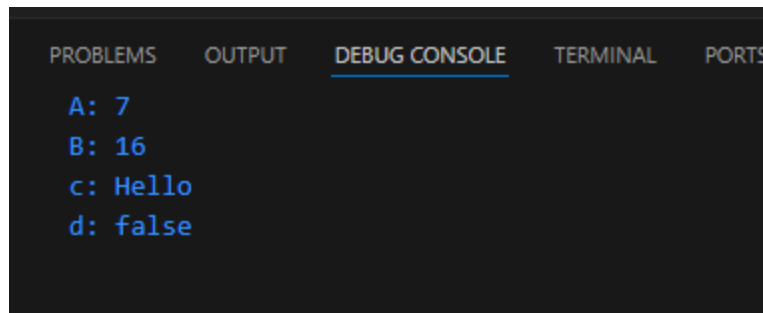 PROBLEMS OUTPUT DEBUG CONSOLE TERMINAL PORTS
A: 7
B: 16
c: Hello
d: false